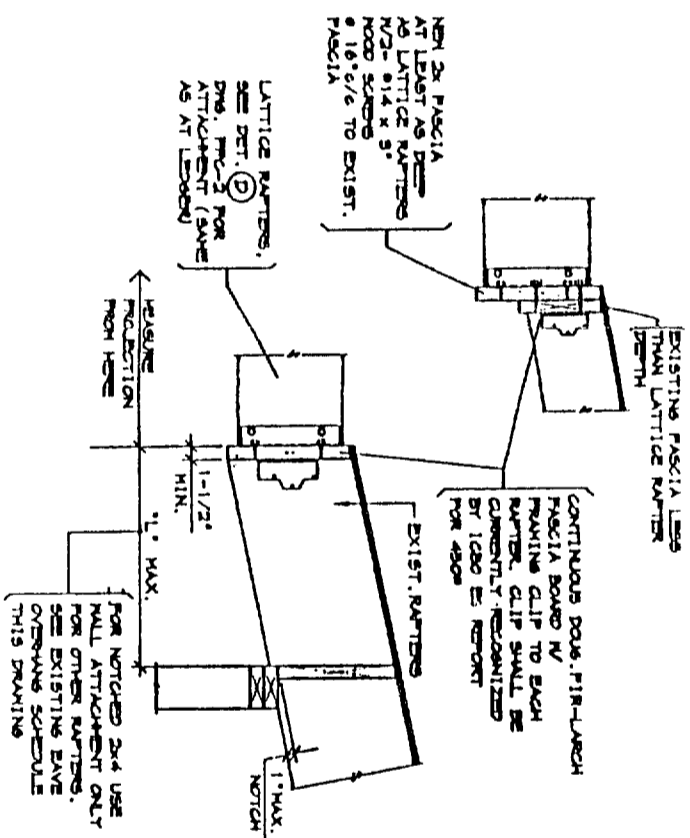 NEW 2x FASCIA
AT LEAST AS DEEP
AS LATTICE RAFTERS
W/2- #14 x 3"
WOOD SCREWS
@ 16"c/c TO EXIST.
FASCIA
EXISTING FASCIA LESS
THAN LATTICE RAFTER
DEPTH
LATTICE RAFTERS,
SEE DET. D
DWG. FPC-2 FOR
ATTACHMENT (SAME
AS AT LEDGER)
CONTINUOUS DOUG. FIR-LARCH
FASCIA BOARD W/
FRAMING CLIP TO EACH
RAFTER. CLIP SHALL BE
CURRENTLY RECOGNIZED
BY ICBO ES REPORT
FOR 450#
MEASURE
PROJECTION
FROM HERE
1-1/2"
MIN.
EXIST. RAFTERS
"L" MAX.
1" MAX.
NOTCH
FOR NOTCHED 2x4 USE
WALL ATTACHMENT ONLY
FOR OTHER RAFTERS,
SEE EXISTING EAVE
OVERHANG SCHEDULE
THIS DRAWING